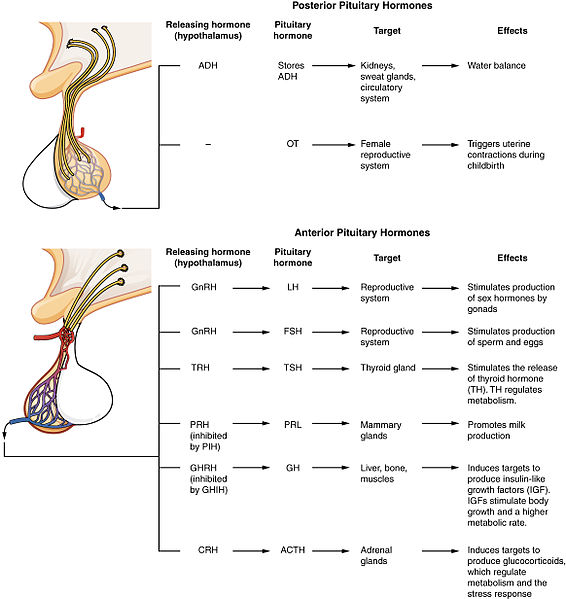 Posterior Pituitary Hormones
Releasing hormone
(hypothalamus)
Pituitary
hormone
Target
Effects
ADH
Stores
ADH
Kidneys,
sweat glands,
circulatory
system
Water balance
–
OT
Female
reproductive
system
Triggers uterine
contractions during
childbirth
Anterior Pituitary Hormones
Releasing hormone
(hypothalamus)
Pituitary
hormone
Target
Effects
GnRH
LH
Reproductive
system
Stimulates production
of sex hormones by
gonads
GnRH
FSH
Reproductive
system
Stimulates production
of sperm and eggs
TRH
TSH
Thyroid gland
Stimulates the release
of thyroid hormone
(TH). TH regulates
metabolism.
PRH
(inhibited
by PIH)
PRL
Mammary
glands
Promotes milk
production
GHRH
(inhibited
by GHIH)
GH
Liver, bone,
muscles
Induces targets to
produce insulin-like
growth factors (IGF).
IGFs stimulate body
growth and a higher
metabolic rate.
CRH
ACTH
Adrenal
glands
Induces targets to
produce glucocorticoids,
which regulate
metabolism and the
stress response